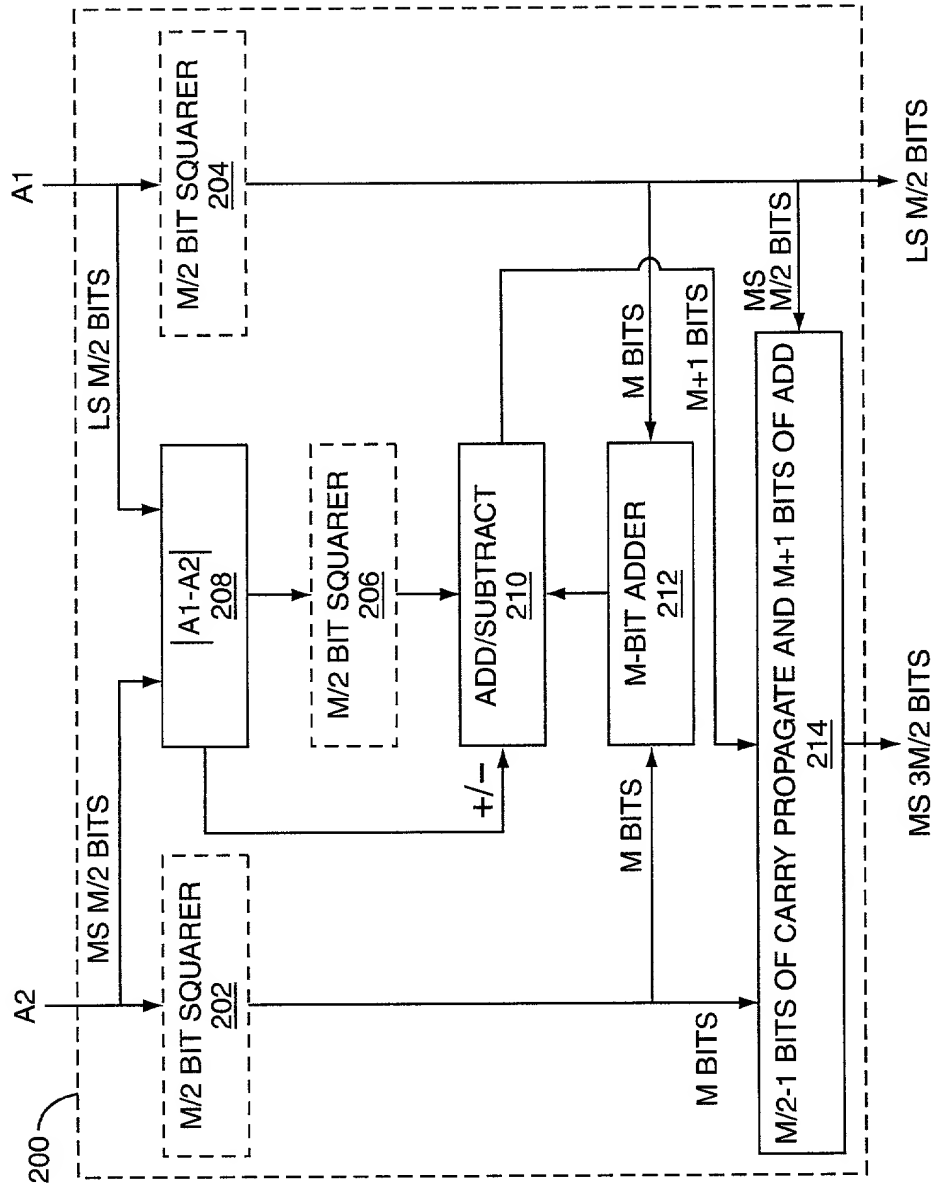 200
A2
A1
MS M/2 BITS
LS M/2 BITS
M/2 BIT SQUARER
202
|A1-A2|
208
M/2 BIT SQUARER
204
M/2 BIT SQUARER
206
+/−
ADD/SUBTRACT
210
M BITS
M-BIT ADDER
212
M BITS
M+1 BITS
M BITS
MS
M/2 BITS
M/2-1 BITS OF CARRY PROPAGATE AND M+1 BITS OF ADD
214
MS 3M/2 BITS
LS M/2 BITS